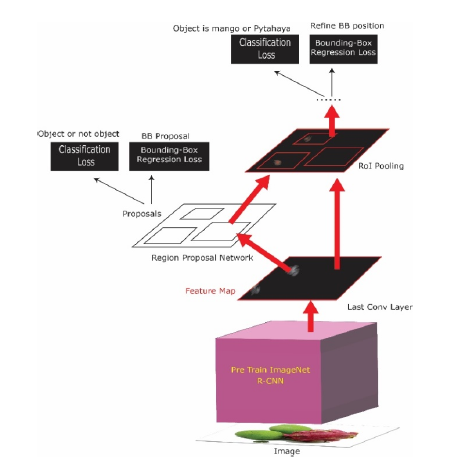 Object is mango or Pytahaya
Refine BB position
Classification
Loss
Bounding-Box
Regression Loss
Object or not object
BB Proposal
Classification
Loss
Bounding-Box
Regression Loss
RoI Pooling
Proposals
Region Proposal Network
Feature Map
Last Conv Layer
Pre Train ImageNet
R-CNN
Image